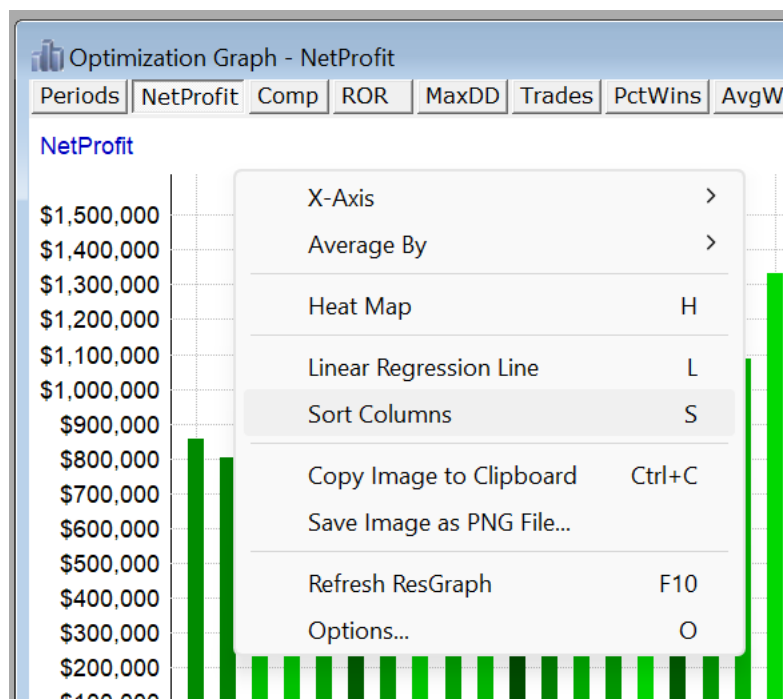 Optimization Graph - NetProfit
Periods NetProfit Comp ROR MaxDD Trades PctWins AvgW
NetProfit
$1,500,000
$1,400,000
$1,300,000
$1,200,000
$1,100,000
$1,000,000
$900,000
$800,000
$700,000
$600,000
$500,000
$400,000
$300,000
$200,000
$100,000
X-Axis
Average By
Heat Map H
Linear Regression Line L
Sort Columns S
Copy Image to Clipboard Ctrl+C
Save Image as PNG File...
Refresh ResGraph F10
Options... O